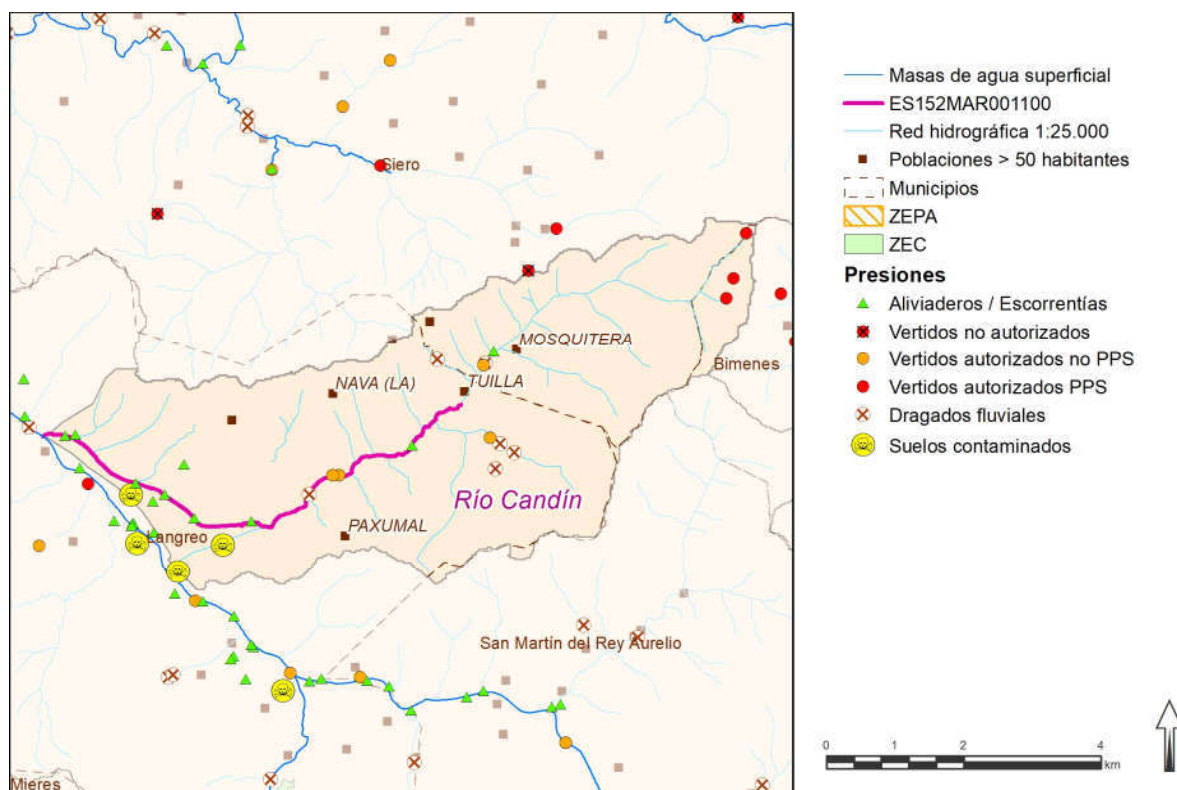 Siero
MOSQUITERA
Bimenes
NAVA (LA)
TUILLA
Río Candín
PAXUMAL
Langreo
San Martín del Rey Aurelio
Mieres
Masas de agua superficial
ES152MAR001100
Red hidrográfica 1:25.000
Poblaciones > 50 habitantes
Municipios
ZEPA
ZEC
Presiones
Aliviaderos / Escorrentías
Vertidos no autorizados
Vertidos autorizados no PPS
Vertidos autorizados PPS
Dragados fluviales
Suelos contaminados
0 1 2 4
km